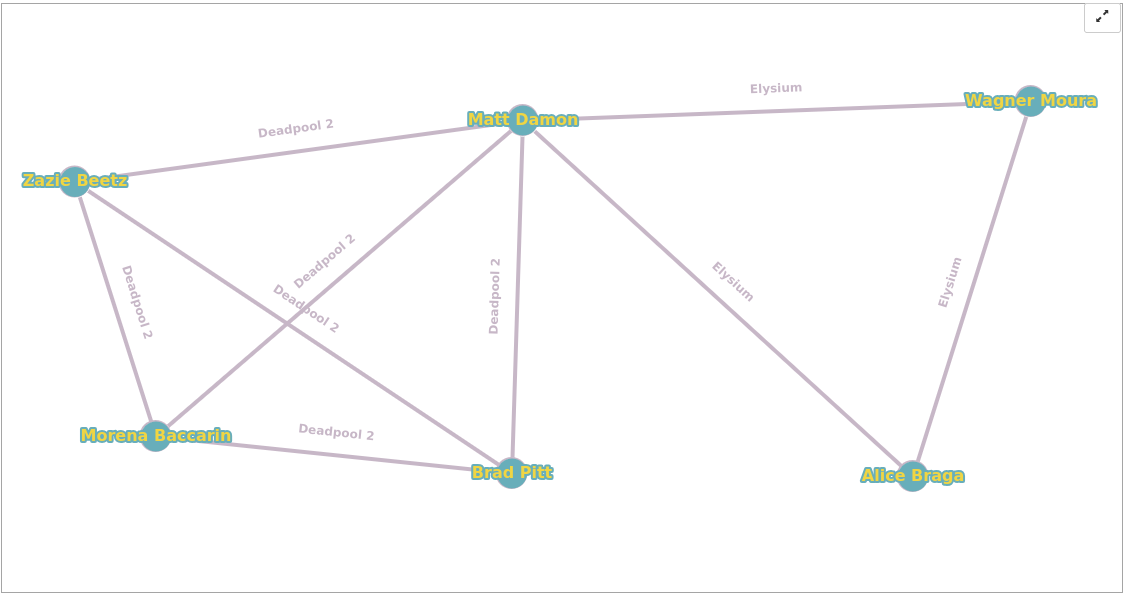 Elysium
Wagner Moura
Matt Damon
Deadpool 2
Zazie Beetz
Deadpool 2
Deadpool 2
Deadpool 2
Deadpool 2
Elysium
Elysium
Deadpool 2
Morena Baccarin
Brad Pitt
Alice Braga